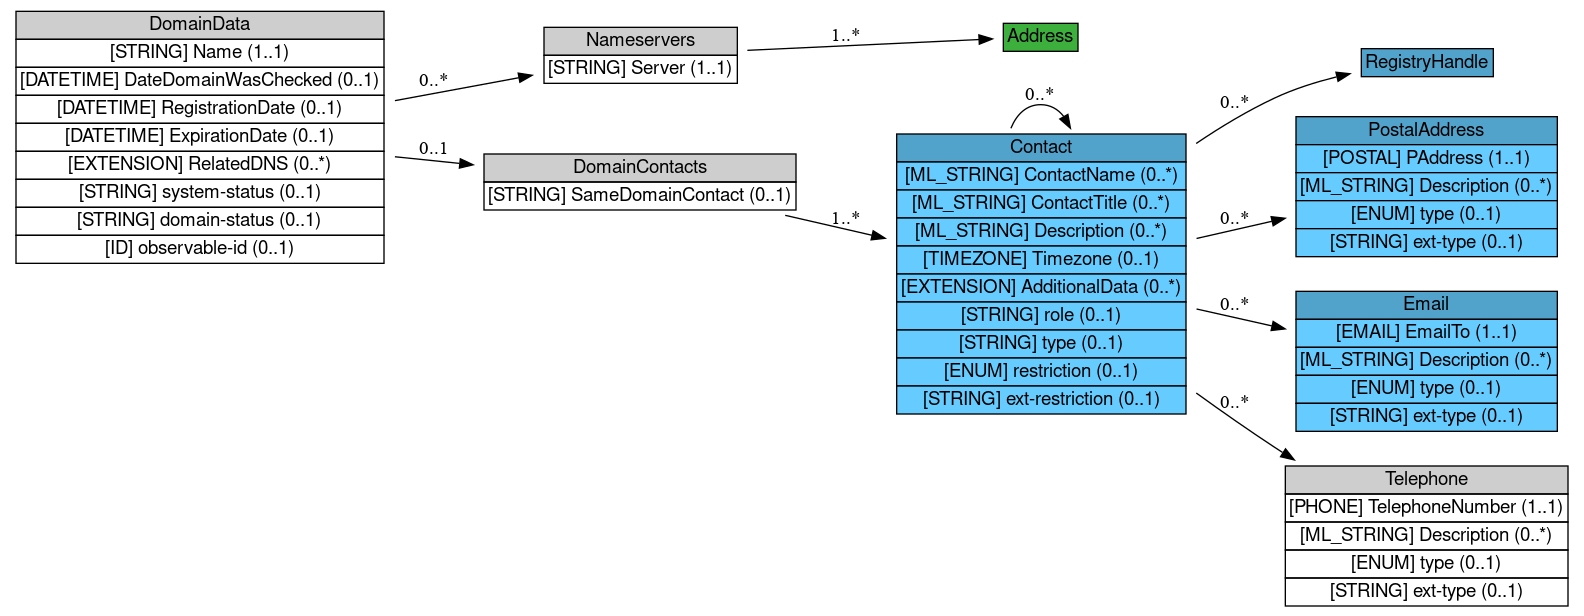 DomainData
[STRING] Name (1..1)
[DATETIME] DateDomainWasChecked (0..1)
[DATETIME] RegistrationDate (0..1)
[DATETIME] ExpirationDate (0..1)
[EXTENSION] RelatedDNS (0..*)
[STRING] system-status (0..1)
[STRING] domain-status (0..1)
[ID] observable-id (0..1)
0..*
0..1
Nameservers
[STRING] Server (1..1)
1..*
Address
DomainContacts
[STRING] SameDomainContact (0..1)
1..*
0..*
Contact
[ML_STRING] ContactName (0..*)
[ML_STRING] ContactTitle (0..*)
[ML_STRING] Description (0..*)
[TIMEZONE] Timezone (0..1)
[EXTENSION] AdditionalData (0..*)
[STRING] role (0..1)
[STRING] type (0..1)
[ENUM] restriction (0..1)
[STRING] ext-restriction (0..1)
0..*
0..*
0..*
0..*
RegistryHandle
PostalAddress
[POSTAL] PAddress (1..1)
[ML_STRING] Description (0..*)
[ENUM] type (0..1)
[STRING] ext-type (0..1)
Email
[EMAIL] EmailTo (1..1)
[ML_STRING] Description (0..*)
[ENUM] type (0..1)
[STRING] ext-type (0..1)
Telephone
[PHONE] TelephoneNumber (1..1)
[ML_STRING] Description (0..*)
[ENUM] type (0..1)
[STRING] ext-type (0..1)